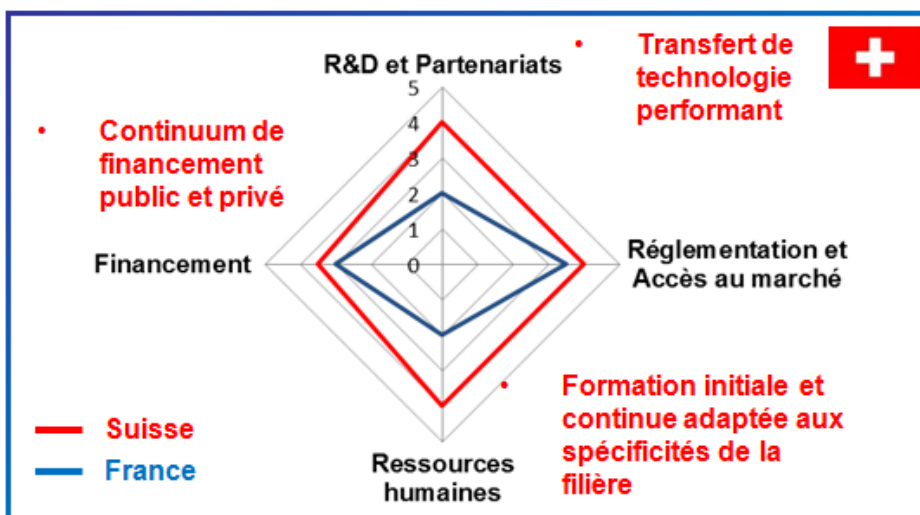 R&D et Partenariats
• Transfert de
technologie
performant
• Continuum de
financement
public et privé
5
4
3
2
1
0
Financement
Réglementation et
Accès au marché
• Formation initiale et
continue adaptée aux
spécificités de la
filière
Ressources
humaines
Suisse
France